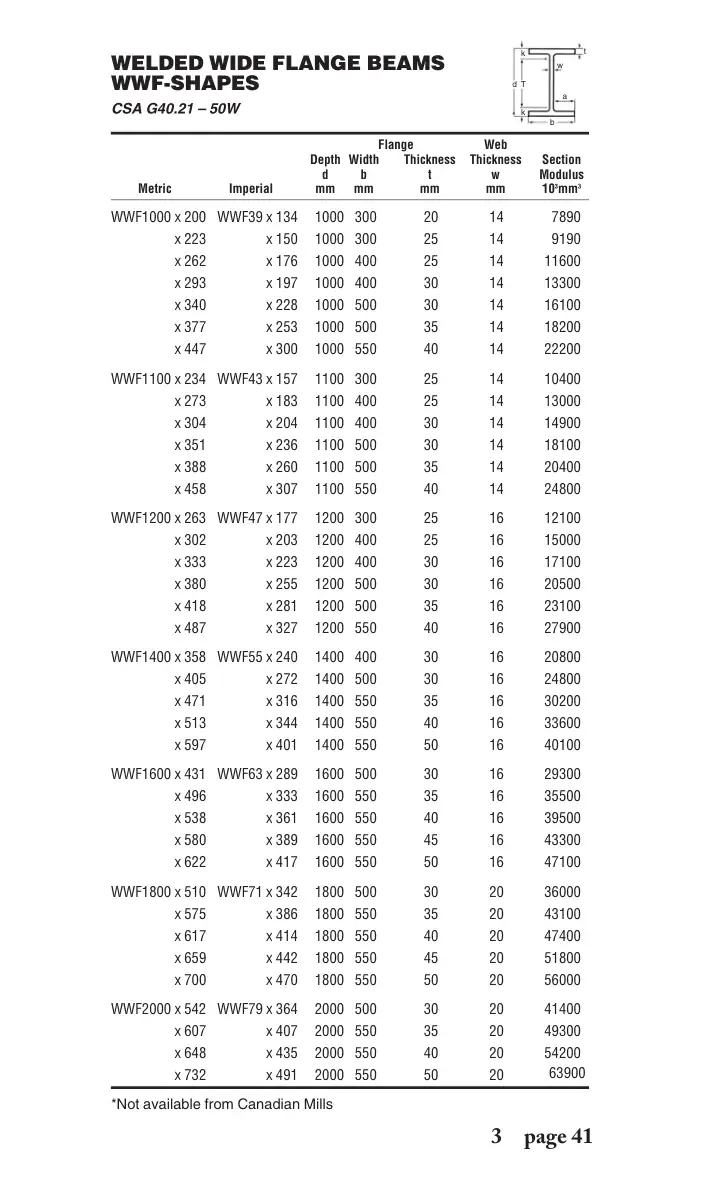 WELDED WIDE FLANGE BEAMS
WWF-SHAPES
CSA G40.21 – 50W
k t
w
d T
a
k
b
Flange Web
Depth Width Thickness Thickness Section
d b t w Modulus
Metric Imperial mm mm mm mm 10³mm³
WWF1000 x 200 WWF39 x 134 1000 300 20 14 7890
x 223 x 150 1000 300 25 14 9190
x 262 x 176 1000 400 25 14 11600
x 293 x 197 1000 400 30 14 13300
x 340 x 228 1000 500 30 14 16100
x 377 x 253 1000 500 35 14 18200
x 447 x 300 1000 550 40 14 22200
WWF1100 x 234 WWF43 x 157 1100 300 25 14 10400
x 273 x 183 1100 400 25 14 13000
x 304 x 204 1100 400 30 14 14900
x 351 x 236 1100 500 30 14 18100
x 388 x 260 1100 500 35 14 20400
x 458 x 307 1100 550 40 14 24800
WWF1200 x 263 WWF47 x 177 1200 300 25 16 12100
x 302 x 203 1200 400 25 16 15000
x 333 x 223 1200 400 30 16 17100
x 380 x 255 1200 500 30 16 20500
x 418 x 281 1200 500 35 16 23100
x 487 x 327 1200 550 40 16 27900
WWF1400 x 358 WWF55 x 240 1400 400 30 16 20800
x 405 x 272 1400 500 30 16 24800
x 471 x 316 1400 550 35 16 30200
x 513 x 344 1400 550 40 16 33600
x 597 x 401 1400 550 50 16 40100
WWF1600 x 431 WWF63 x 289 1600 500 30 16 29300
x 496 x 333 1600 550 35 16 35500
x 538 x 361 1600 550 40 16 39500
x 580 x 389 1600 550 45 16 43300
x 622 x 417 1600 550 50 16 47100
WWF1800 x 510 WWF71 x 342 1800 500 30 20 36000
x 575 x 386 1800 550 35 20 43100
x 617 x 414 1800 550 40 20 47400
x 659 x 442 1800 550 45 20 51800
x 700 x 470 1800 550 50 20 56000
WWF2000 x 542 WWF79 x 364 2000 500 30 20 41400
x 607 x 407 2000 550 35 20 49300
x 648 x 435 2000 550 40 20 54200
x 732 x 491 2000 550 50 20 63900
*Not available from Canadian Mills
3 page 41